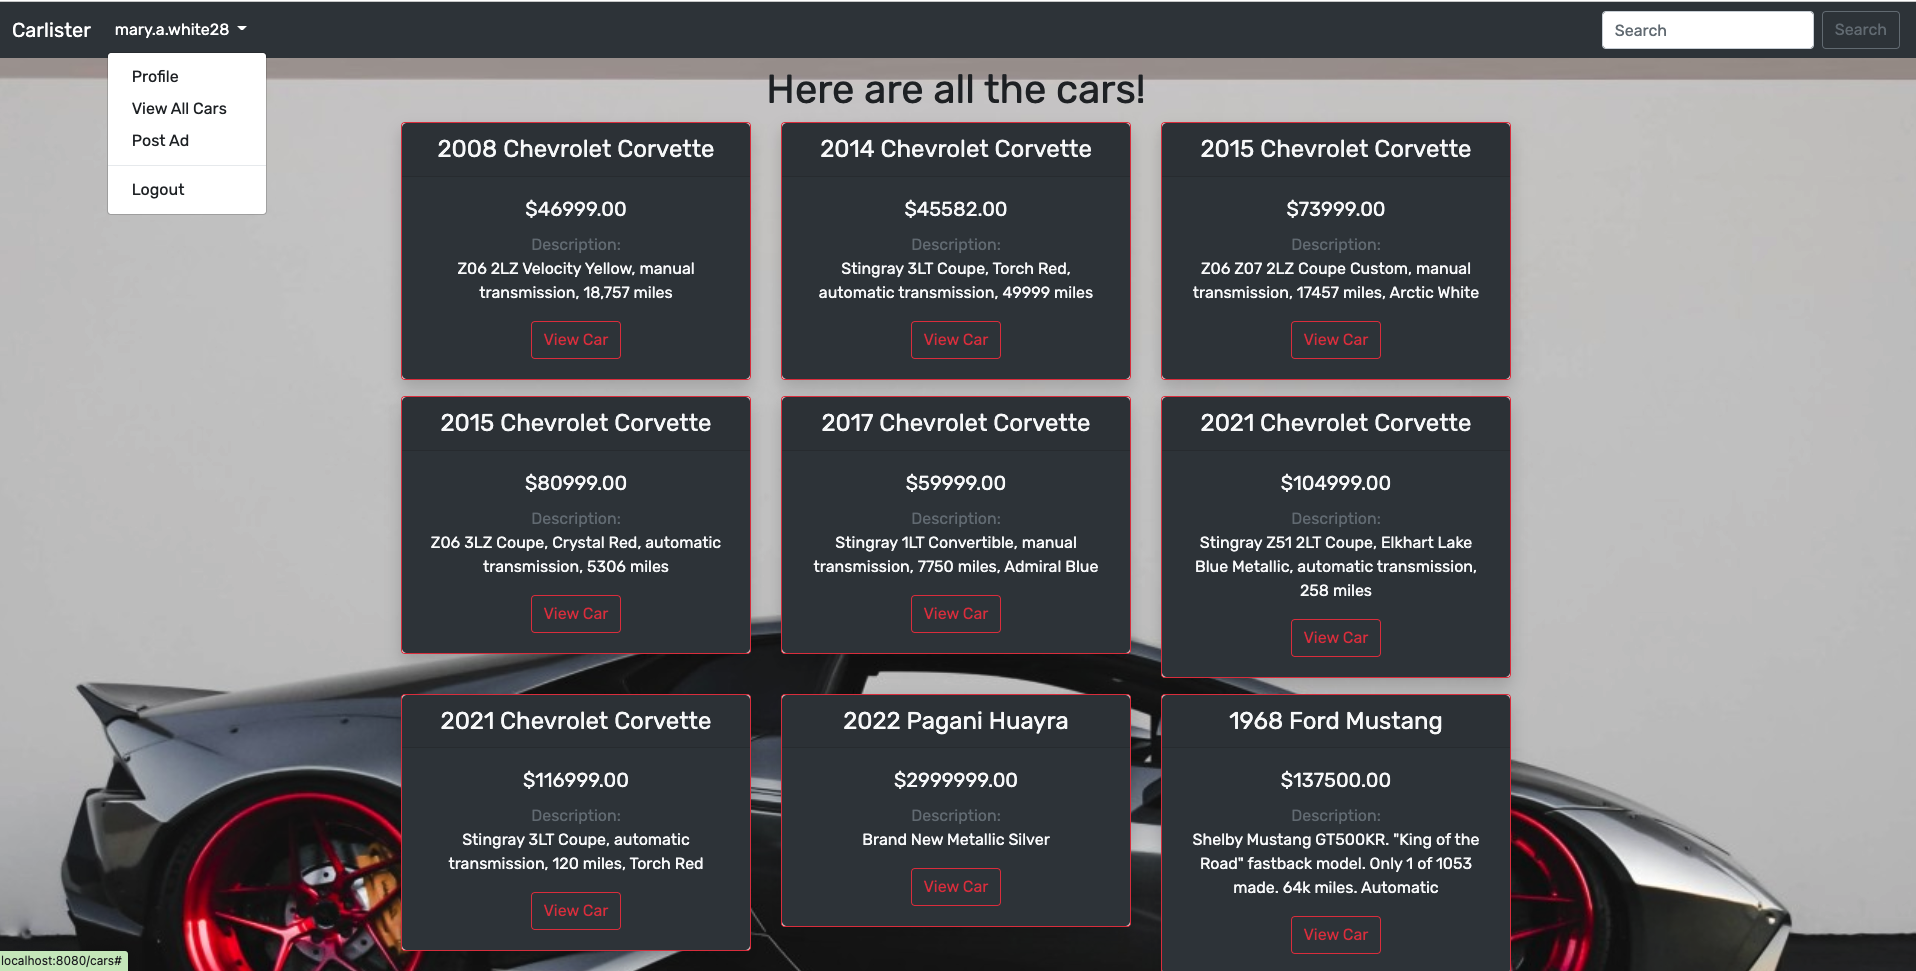 Carlister
mary.a.white28
Search
Search
Profile
View All Cars
Post Ad
Logout
Here are all the cars!
2008 Chevrolet Corvette
$46999.00
Description:
Z06 2LZ Velocity Yellow, manual
transmission, 18,757 miles
View Car
2014 Chevrolet Corvette
$45582.00
Description:
Stingray 3LT Coupe, Torch Red,
automatic transmission, 49999 miles
View Car
2015 Chevrolet Corvette
$73999.00
Description:
Z06 Z07 2LZ Coupe Custom, manual
transmission, 17457 miles, Arctic White
View Car
2015 Chevrolet Corvette
$80999.00
Description:
Z06 3LZ Coupe, Crystal Red, automatic
transmission, 5306 miles
View Car
2017 Chevrolet Corvette
$59999.00
Description:
Stingray 1LT Convertible, manual
transmission, 7750 miles, Admiral Blue
View Car
2021 Chevrolet Corvette
$104999.00
Description:
Stingray Z51 2LT Coupe, Elkhart Lake
Blue Metallic, automatic transmission,
258 miles
View Car
2021 Chevrolet Corvette
$116999.00
Description:
Stingray 3LT Coupe, automatic
transmission, 120 miles, Torch Red
View Car
2022 Pagani Huayra
$2999999.00
Description:
Brand New Metallic Silver
View Car
1968 Ford Mustang
$137500.00
Description:
Shelby Mustang GT500KR. "King of the
Road" fastback model. Only 1 of 1053
made. 64k miles. Automatic
View Car
localhost:8080/cars#